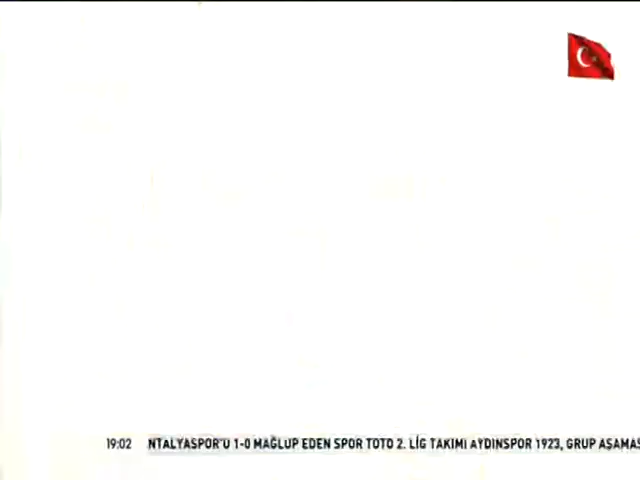 19:02 NTALYASPOR'U 1-0 MAĞLUP EDEN SPOR TOTO 2. LİG TAKIMI AYDINSPOR 1923, GRUP AŞAMAS